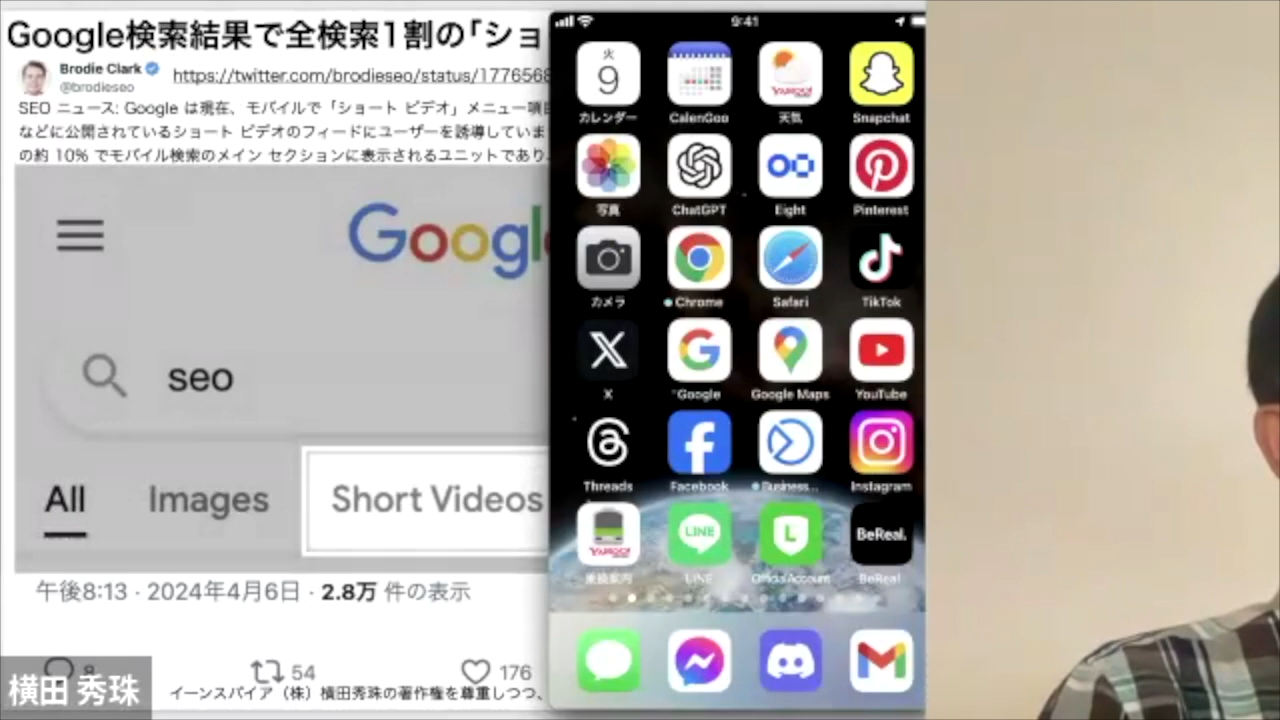 Google検索結果で全検索1割の「ショ
Brodie Clark
@brodieseo
https://twitter.com/brodieseo/status/1776568
SEO ニュース: Google は現在、モバイルで「ショート ビデオ」メニュー項
などに公開されているショート ビデオのフィードにユーザーを誘導していま
の約 10% でモバイル検索のメイン セクションに表示されるユニットであり、
Googl
seo
All Images Short Videos
午後8:13 · 2024年4月6日 · 2.8万 件の表示
8 54 176
イーンスパイア（株）横田秀珠の著作権を尊重しつつ、
横田 秀珠
9:41
火
9
YAHOO!
カレンダー CalenGoo 天気 Snapchat
写真 ChatGPT Eight Pinterest
カメラ Chrome Safari TikTok
X Google Google Maps YouTube
Threads Facebook Business... Instagram
YAHOO! LINE L BeReal.
乗換案内 LINE OfficialAccount BeReal